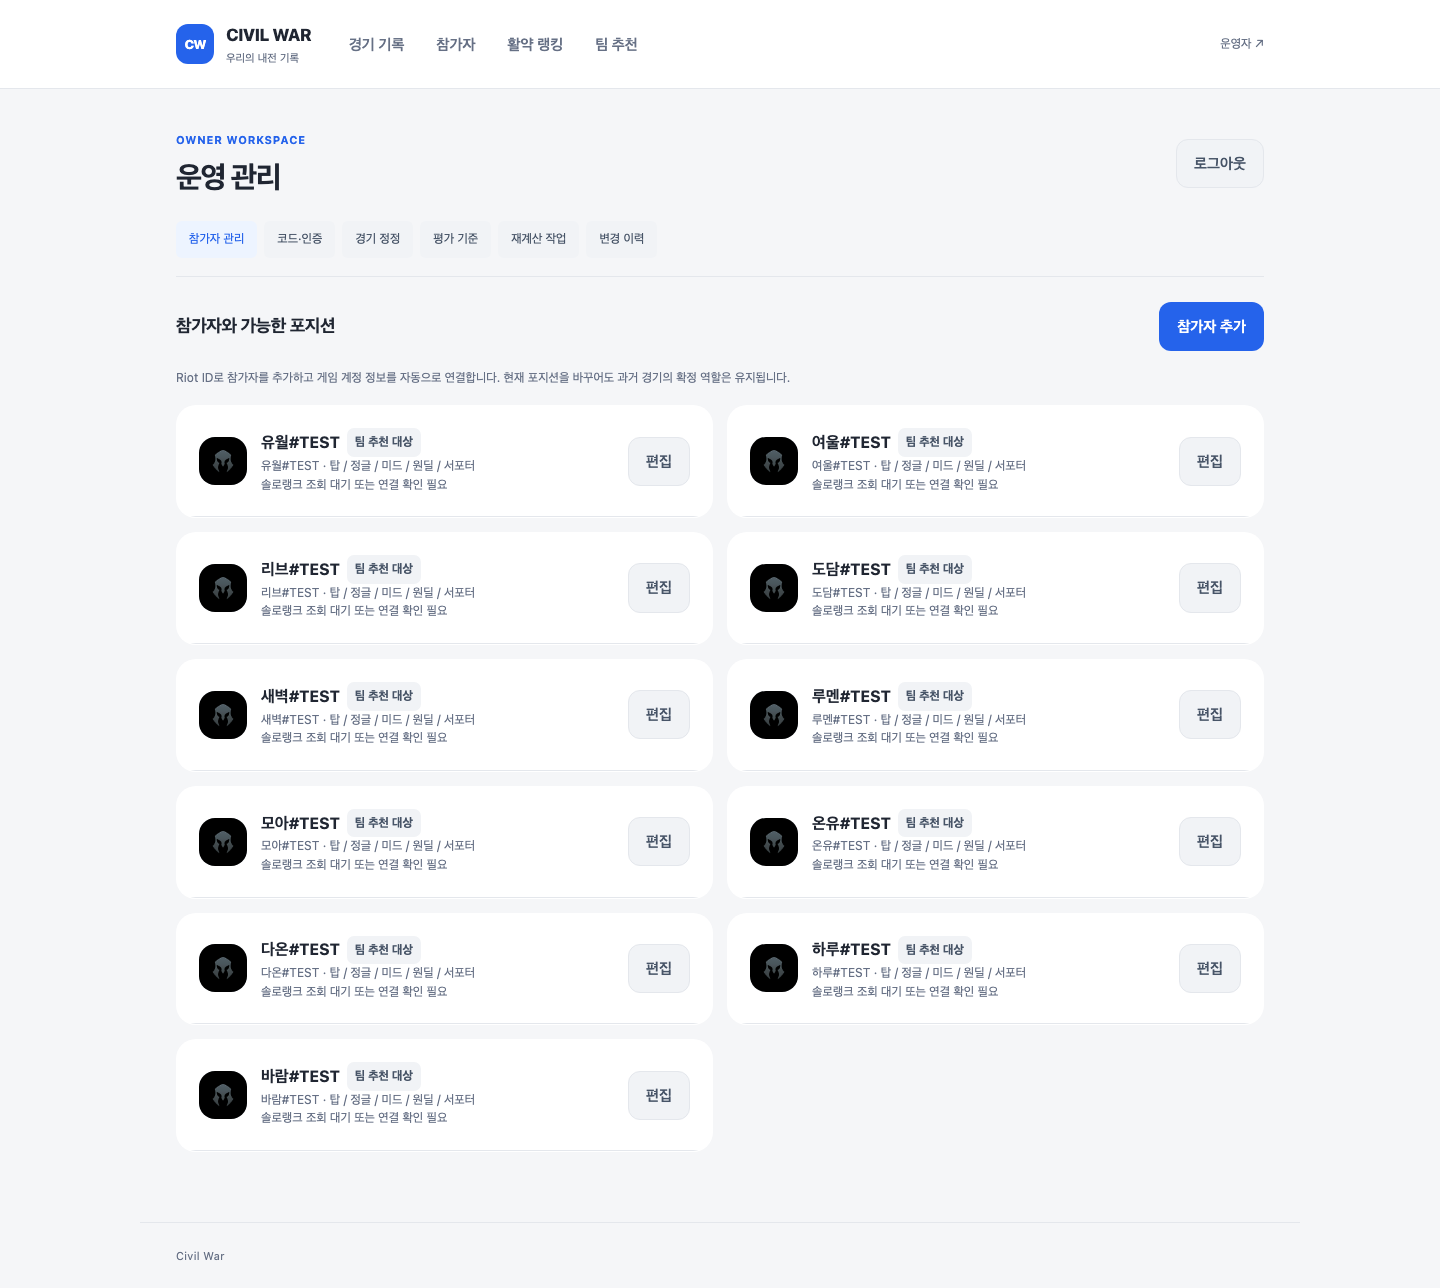 CW
CIVIL WAR
우리의 내전 기록
경기 기록
참가자
활약 랭킹
팀 추천
운영자 ↗
OWNER WORKSPACE
운영 관리
로그아웃
참가자 관리
코드·인증
경기 정정
평가 기준
재계산 작업
변경 이력
참가자와 가능한 포지션
참가자 추가
Riot ID로 참가자를 추가하고 게임 계정 정보를 자동으로 연결합니다. 현재 포지션을 바꾸어도 과거 경기의 확정 역할은 유지됩니다.
유월#TEST 팀 추천 대상
유월#TEST · 탑 / 정글 / 미드 / 원딜 / 서포터
솔로랭크 조회 대기 또는 연결 확인 필요
편집
여울#TEST 팀 추천 대상
여울#TEST · 탑 / 정글 / 미드 / 원딜 / 서포터
솔로랭크 조회 대기 또는 연결 확인 필요
편집
리브#TEST 팀 추천 대상
리브#TEST · 탑 / 정글 / 미드 / 원딜 / 서포터
솔로랭크 조회 대기 또는 연결 확인 필요
편집
도담#TEST 팀 추천 대상
도담#TEST · 탑 / 정글 / 미드 / 원딜 / 서포터
솔로랭크 조회 대기 또는 연결 확인 필요
편집
새벽#TEST 팀 추천 대상
새벽#TEST · 탑 / 정글 / 미드 / 원딜 / 서포터
솔로랭크 조회 대기 또는 연결 확인 필요
편집
루멘#TEST 팀 추천 대상
루멘#TEST · 탑 / 정글 / 미드 / 원딜 / 서포터
솔로랭크 조회 대기 또는 연결 확인 필요
편집
모아#TEST 팀 추천 대상
모아#TEST · 탑 / 정글 / 미드 / 원딜 / 서포터
솔로랭크 조회 대기 또는 연결 확인 필요
편집
온유#TEST 팀 추천 대상
온유#TEST · 탑 / 정글 / 미드 / 원딜 / 서포터
솔로랭크 조회 대기 또는 연결 확인 필요
편집
다온#TEST 팀 추천 대상
다온#TEST · 탑 / 정글 / 미드 / 원딜 / 서포터
솔로랭크 조회 대기 또는 연결 확인 필요
편집
하루#TEST 팀 추천 대상
하루#TEST · 탑 / 정글 / 미드 / 원딜 / 서포터
솔로랭크 조회 대기 또는 연결 확인 필요
편집
바람#TEST 팀 추천 대상
바람#TEST · 탑 / 정글 / 미드 / 원딜 / 서포터
솔로랭크 조회 대기 또는 연결 확인 필요
편집
Civil War